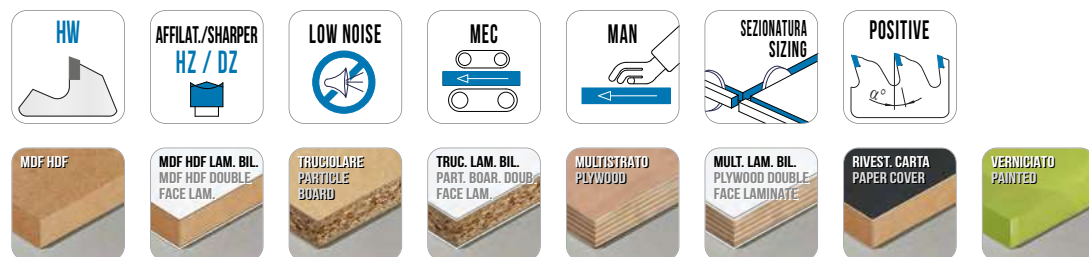 HW
AFFILAT./SHARPER
HZ / DZ
LOW NOISE
MEC
MAN
SEZIONATURA
SIZING
POSITIVE
α°
MDF HDF
MDF HDF LAM. BIL.
MDF HDF DOUBLE
FACE LAM.
TRUCIOLARE
PARTICLE
BOARD
TRUC. LAM. BIL.
PART. BOAR. DOUB.
FACE LAM.
MULTISTRATO
PLYWOOD
MULT. LAM. BIL.
PLYWOOD DOUBLE
FACE LAMINATE
RIVEST. CARTA
PAPER COVER
VERNICIATO
PAINTED